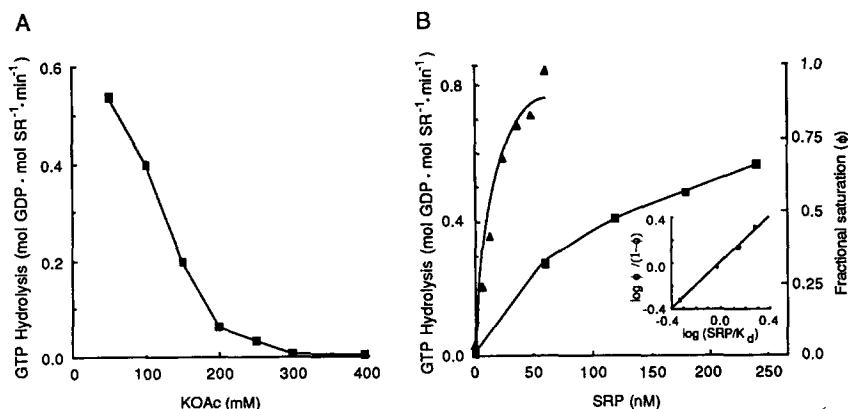 A
GTP Hydrolysis (mol GDP · mol SR⁻¹·min⁻¹)
0.6
0.4
0.2
0.0
0 100 200 300 400
KOAc (mM)
B
GTP Hydrolysis (mol GDP · mol SR⁻¹·min⁻¹)
0.8
0.4
0.0
0 50 100 150 200 250
SRP (nM)
1.0
0.75
0.5
0.25
0.0
Fractional saturation (φ)
log φ /(1-φ)
0.4
0.0
-0.4
-0.4 0.0 0.4
log (SRP/K_d)